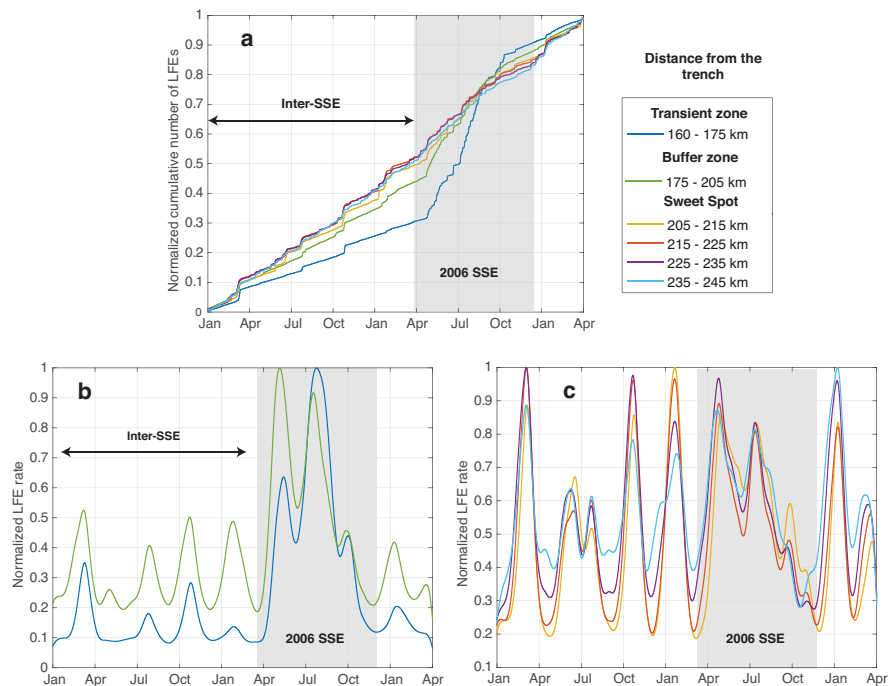 a
Normalized cumulative number of LFEs
1
0.9
0.8
0.7
0.6
0.5
0.4
0.3
0.2
0.1
0
Inter-SSE
2006 SSE
Jan Apr Jul Oct Jan Apr Jul Oct Jan Apr
Distance from the
trench
Transient zone
160 - 175 km
Buffer zone
175 - 205 km
Sweet Spot
205 - 215 km
215 - 225 km
225 - 235 km
235 - 245 km
b
Normalized LFE rate
1
0.9
0.8
0.7
0.6
0.5
0.4
0.3
0.2
0.1
0
Inter-SSE
2006 SSE
Jan Apr Jul Oct Jan Apr Jul Oct Jan Apr
c
Normalized LFE rate
1
0.9
0.8
0.7
0.6
0.5
0.4
0.3
0.2
0.1
2006 SSE
Jan Apr Jul Oct Jan Apr Jul Oct Jan Apr